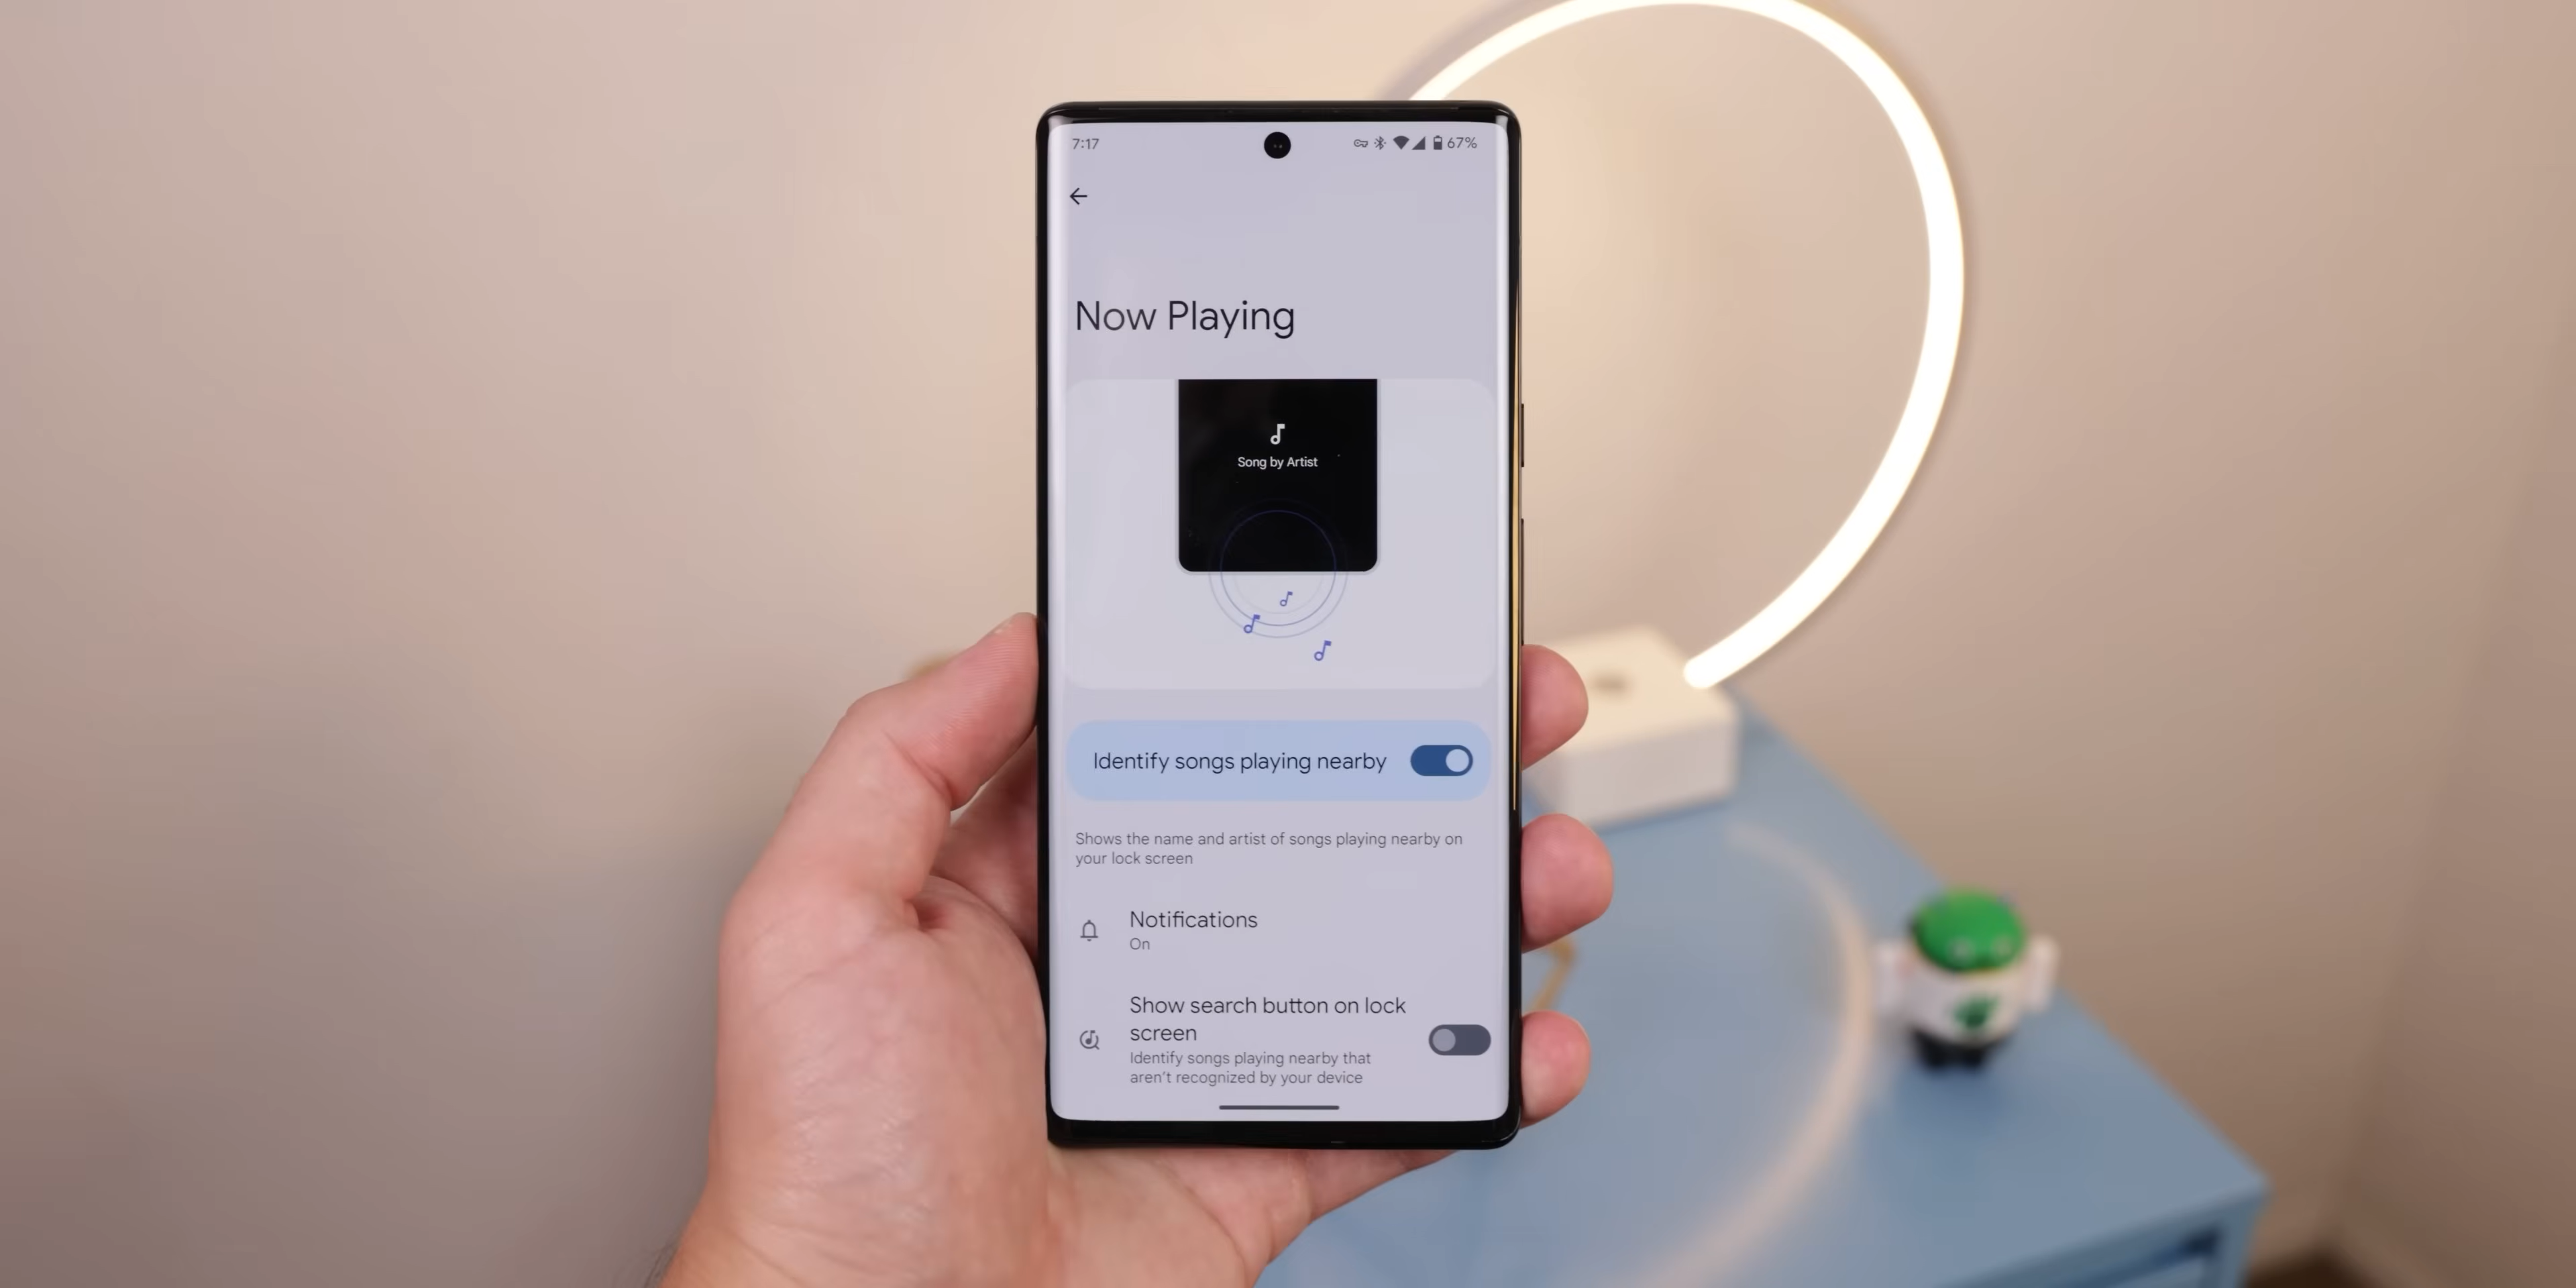 7:17
67%
Now Playing
Song by Artist
Identify songs playing nearby
Shows the name and artist of songs playing nearby on
your lock screen
Notifications
On
Show search button on lock
screen
Identify songs playing nearby that
aren't recognized by your device